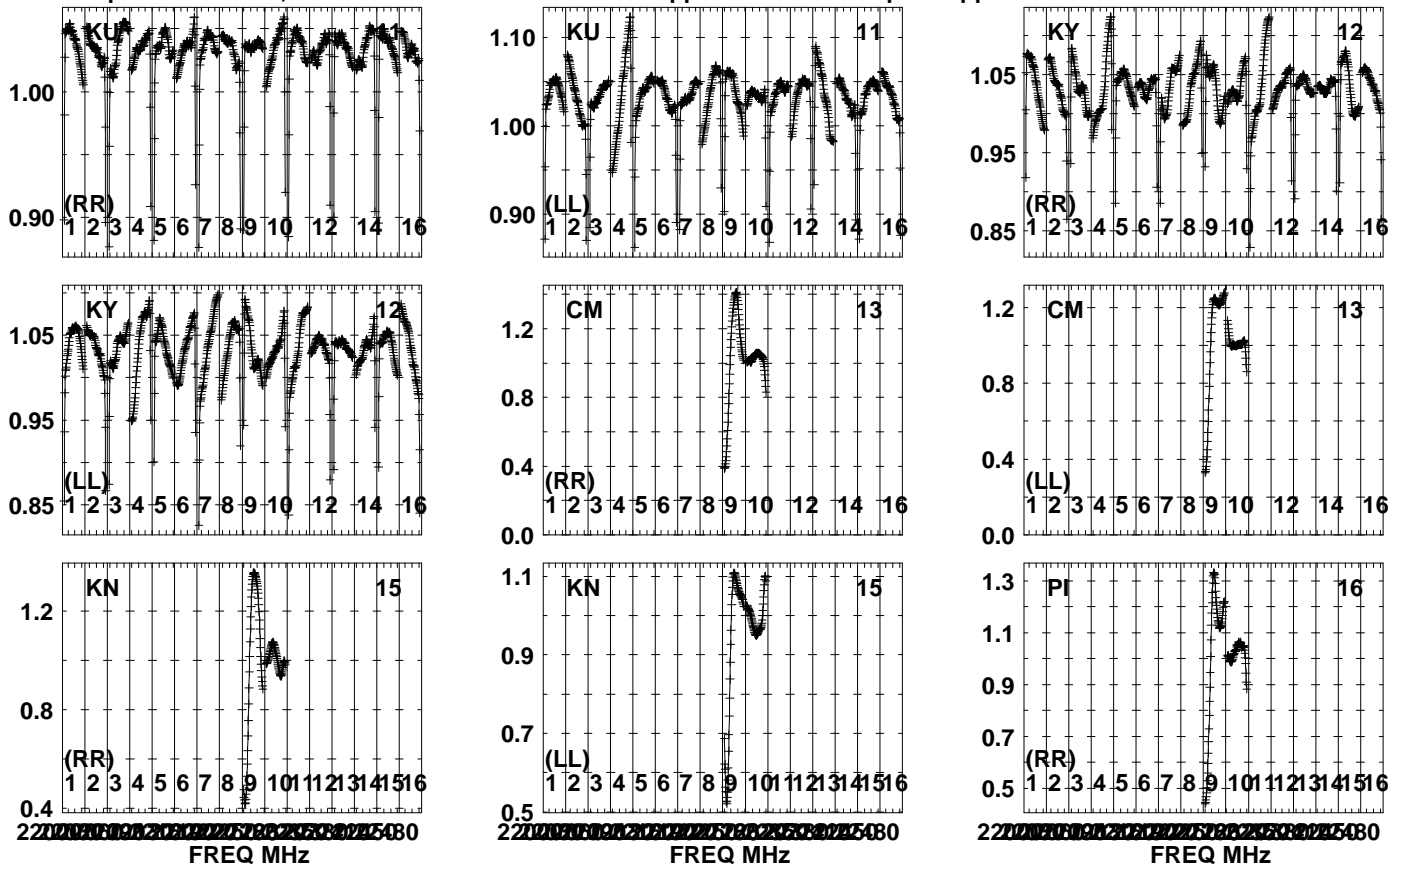 KU 11
1.00
0.90
(RR)
1 2 3 4 5 6 7 8 9 10 12 14 16
KU 11
1.10
1.00
0.90
(LL)
1 2 3 4 5 6 7 8 9 10 11 12 14 16
KY 12
1.05
0.95
0.85
(RR)
1 2 3 4 5 6 7 8 9 10 12 14 16
KY 12
1.05
0.95
0.85
(LL)
1 2 3 4 5 6 7 8 9 10 12 14 16
CM 13
1.2
0.8
0.4
0.0
(RR)
1 2 3 4 5 6 7 8 9 10 11 12 14 16
CM 13
1.2
0.8
0.4
0.0
(LL)
1 2 3 4 5 6 7 8 9 10 12 14 16
KN 15
1.2
0.8
0.4
(RR)
1 2 3 4 5 6 7 8 9 10 11 12 13 14 15 16
FREQ MHz
KN 15
1.1
0.9
0.7
0.5
(LL)
1 2 3 4 5 6 7 8 9 10 11 12 13 14 15 16
PI 16
1.3
1.1
0.9
0.7
0.5
(RR)
1 2 3 4 5 6 7 8 9 10 11 12 13 14 15 16
FREQ MHz